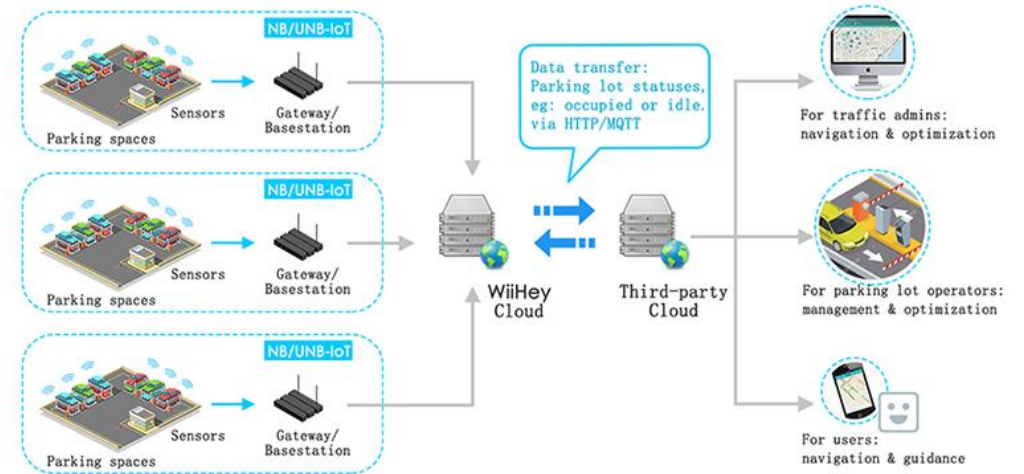 NB/UNB-IoT
Sensors
Gateway/
Basestation
Parking spaces
NB/UNB-IoT
Sensors
Gateway/
Basestation
Parking spaces
NB/UNB-IoT
Sensors
Gateway/
Basestation
Parking spaces
Data transfer:
Parking lot statuses,
eg: occupied or idle.
via HTTP/MQTT
WiiHey
Cloud
Third-party
Cloud
For traffic admins:
navigation & optimization
For parking lot operators:
management & optimization
For users:
navigation & guidance